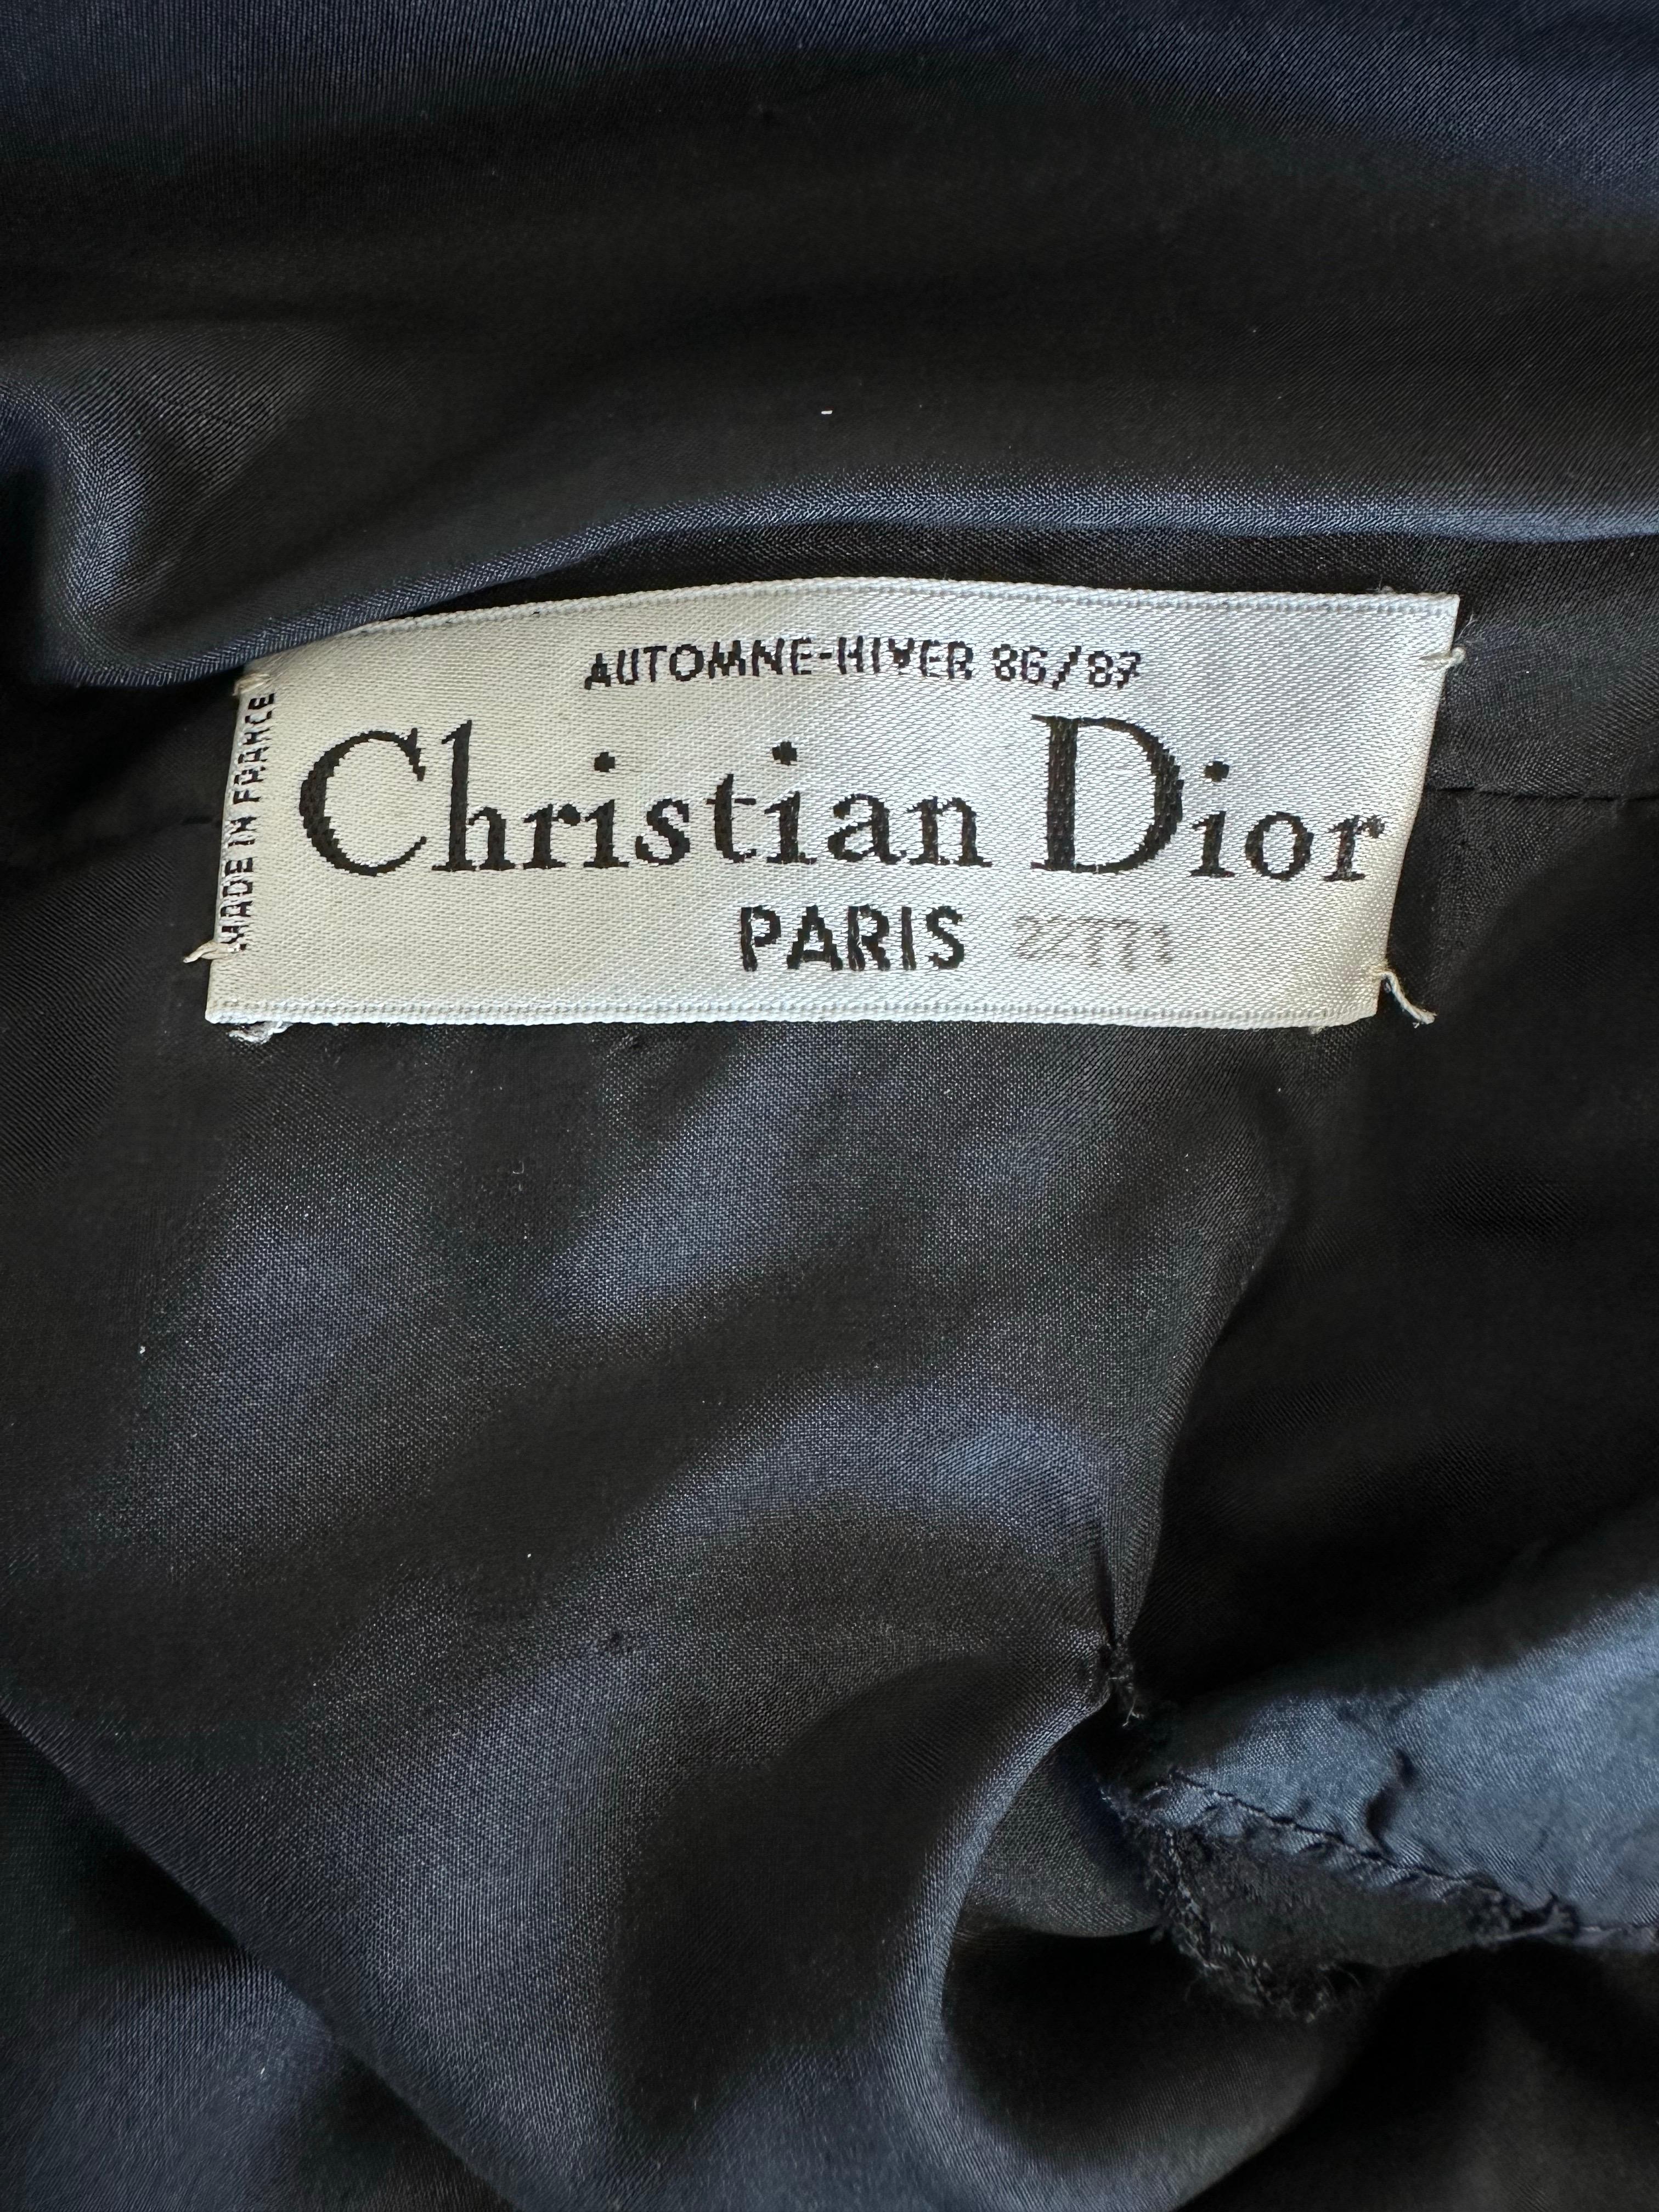 AUTOMNE-HIVER 86/87
Christian Dior
PARIS
MADE IN FRANCE